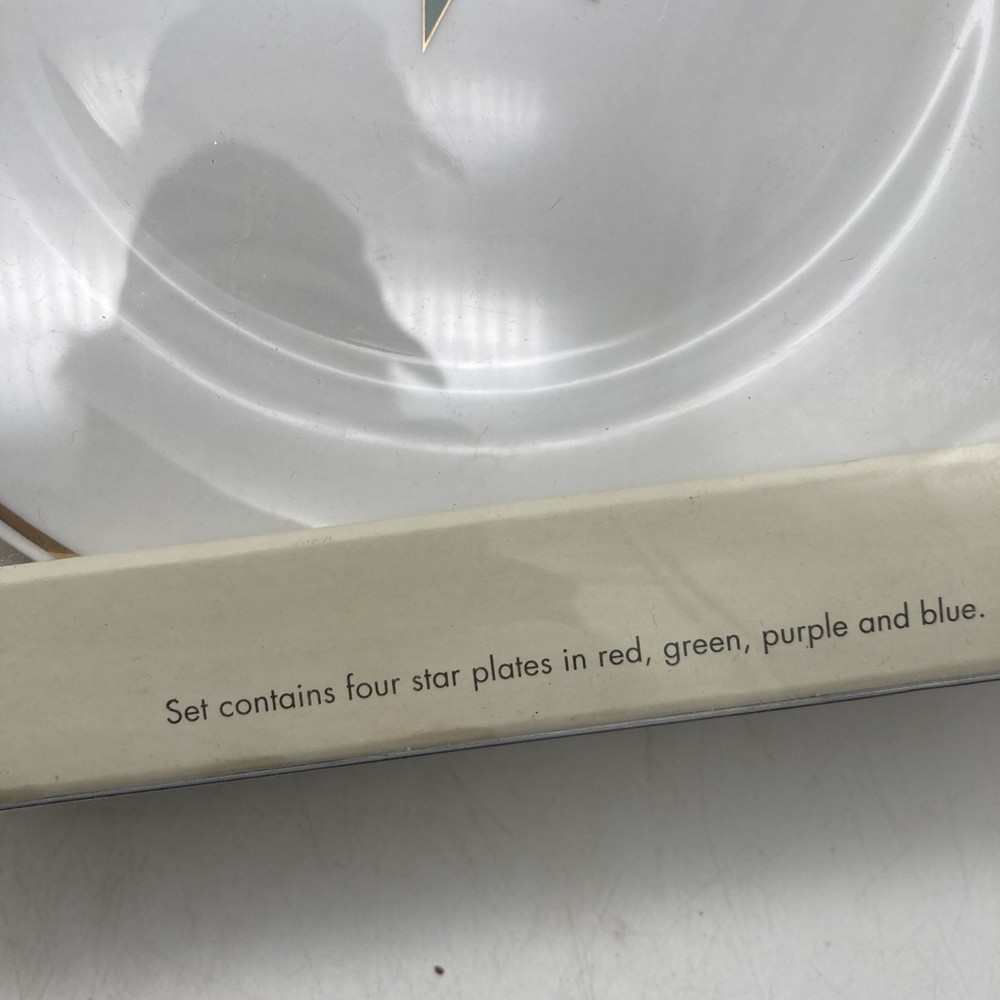 Set contains four star plates in red, green, purple and blue.